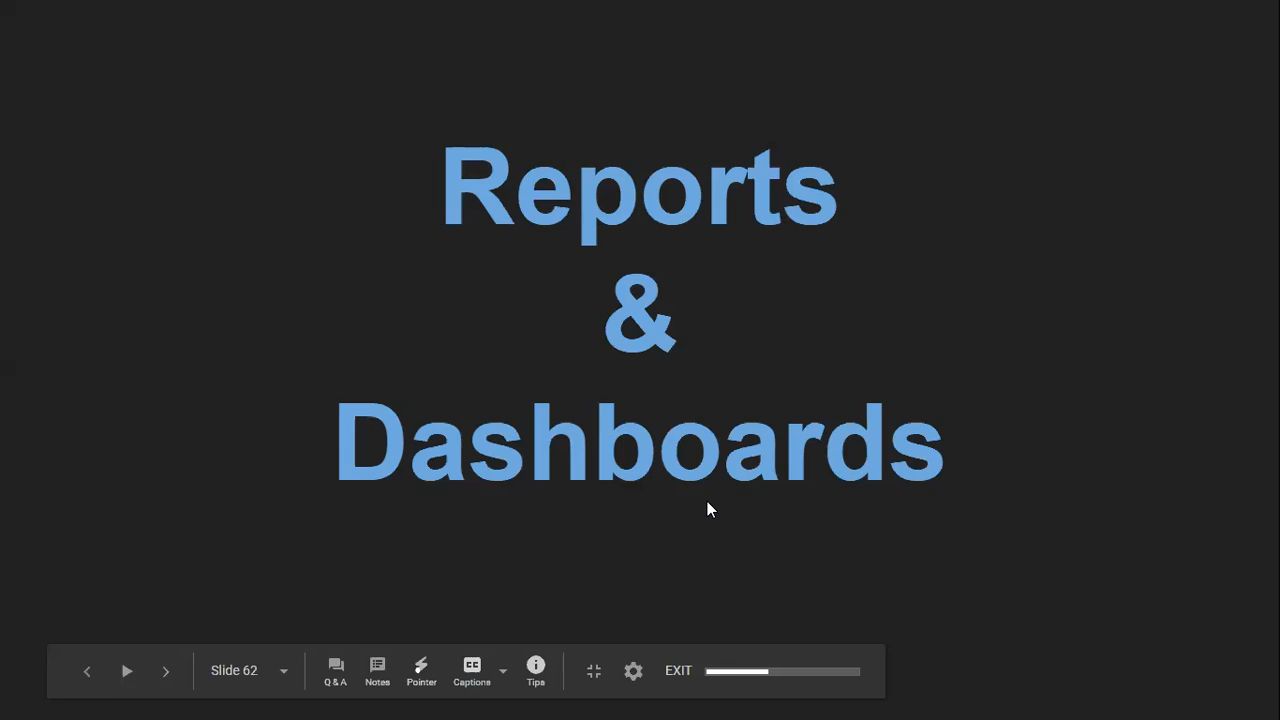 Reports
&
Dashboards
Slide 62
Q & A
Notes
Pointer
Captions
Tips
EXIT